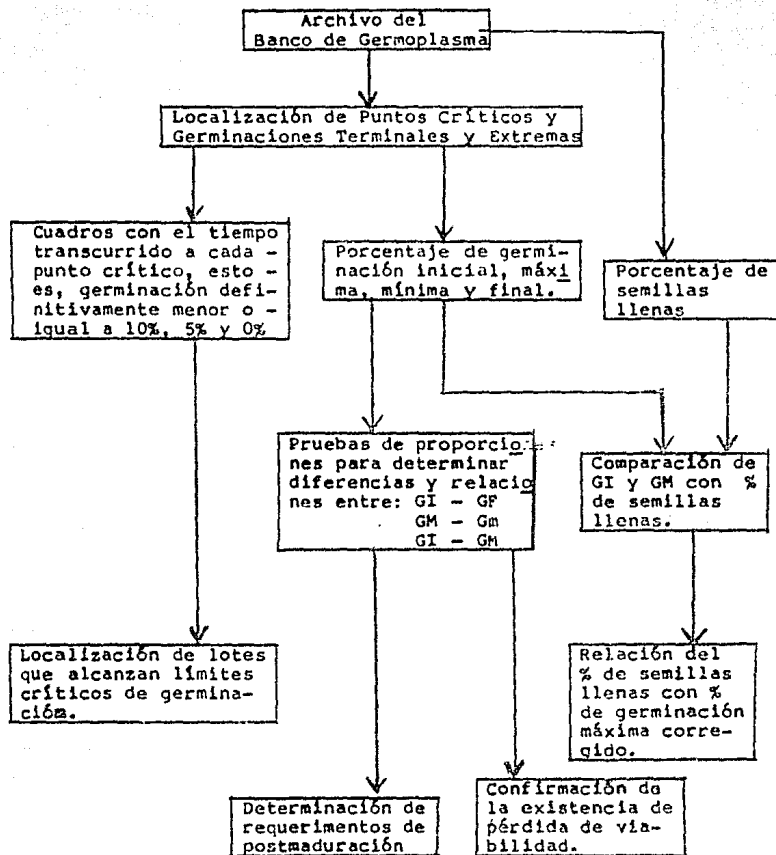 Archivo del
Banco de Germoplasma
Localización de Puntos Críticos y
Germinaciones Terminales y Extremas
Cuadros con el tiempo
transcurrido a cada -
punto crítico, esto -
es, germinación defi-
nitivamente menor o -
igual a 10%, 5% y 0%
Porcentaje de germi-
nación inicial, máxi
ma, mínima y final.
Porcentaje de
semillas
llenas
Pruebas de proporcio
nes para determinar
diferencias y relacio
nes entre: GI - GF
GM - Gm
GI - GM
Comparación de
GI y GM con %
de semillas
llenas.
Localización de lotes
que alcanzan límites
críticos de germina-
ción.
Relación del
% de semillas
llenas con %
de germinación
máxima corre-
gido.
Determinación de
requerimentos de
postmaduración
Confirmación de
la existencia de
pérdida de via-
bilidad.